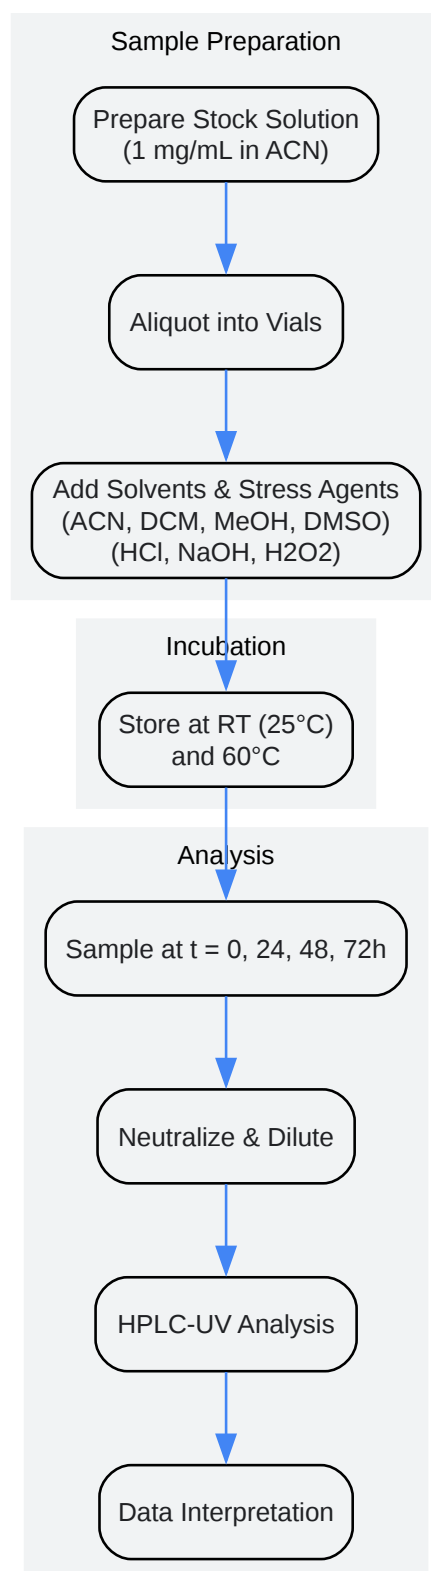 Sample Preparation
Prepare Stock Solution
(1 mg/mL in ACN)
Aliquot into Vials
Add Solvents & Stress Agents
(ACN, DCM, MeOH, DMSO)
(HCl, NaOH, H2O2)
Incubation
Store at RT (25°C)
and 60°C
Analysis
Sample at t = 0, 24, 48, 72h
Neutralize & Dilute
HPLC-UV Analysis
Data Interpretation